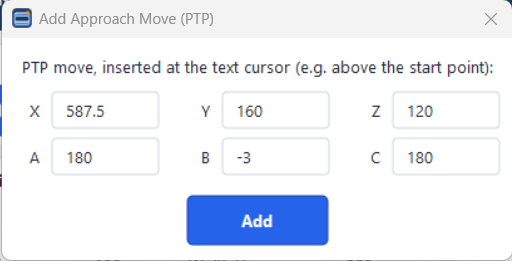 Add Approach Move (PTP)
PTP move, inserted at the text cursor (e.g. above the start point):
X 587.5 Y 160 Z 120
A 180 B -3 C 180
Add